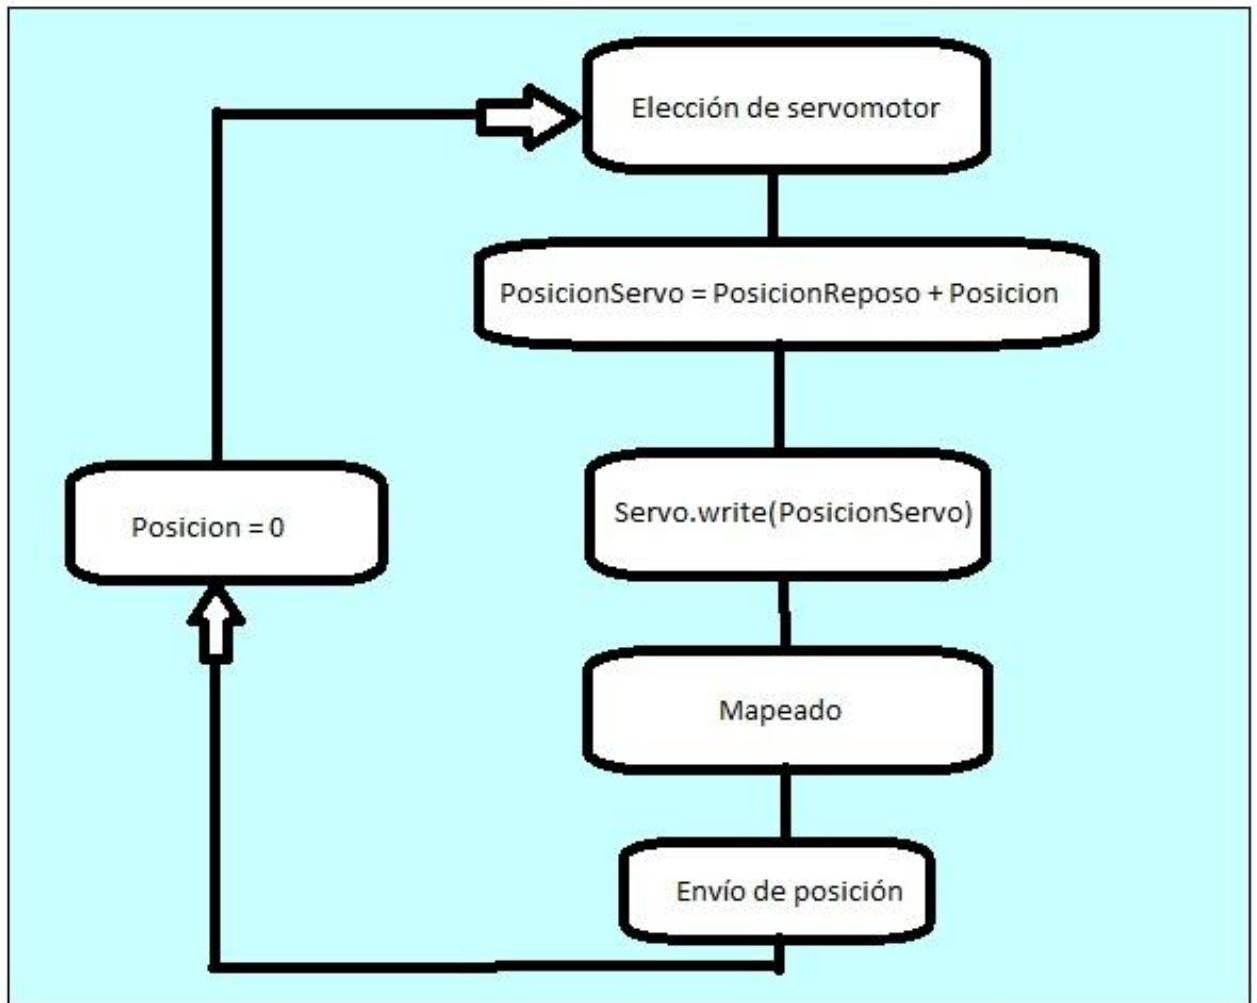 Elección de servomotor
PosicionServo = PosicionReposo + Posicion
Servo.write(PosicionServo)
Posicion = 0
Mapeado
Envío de posición